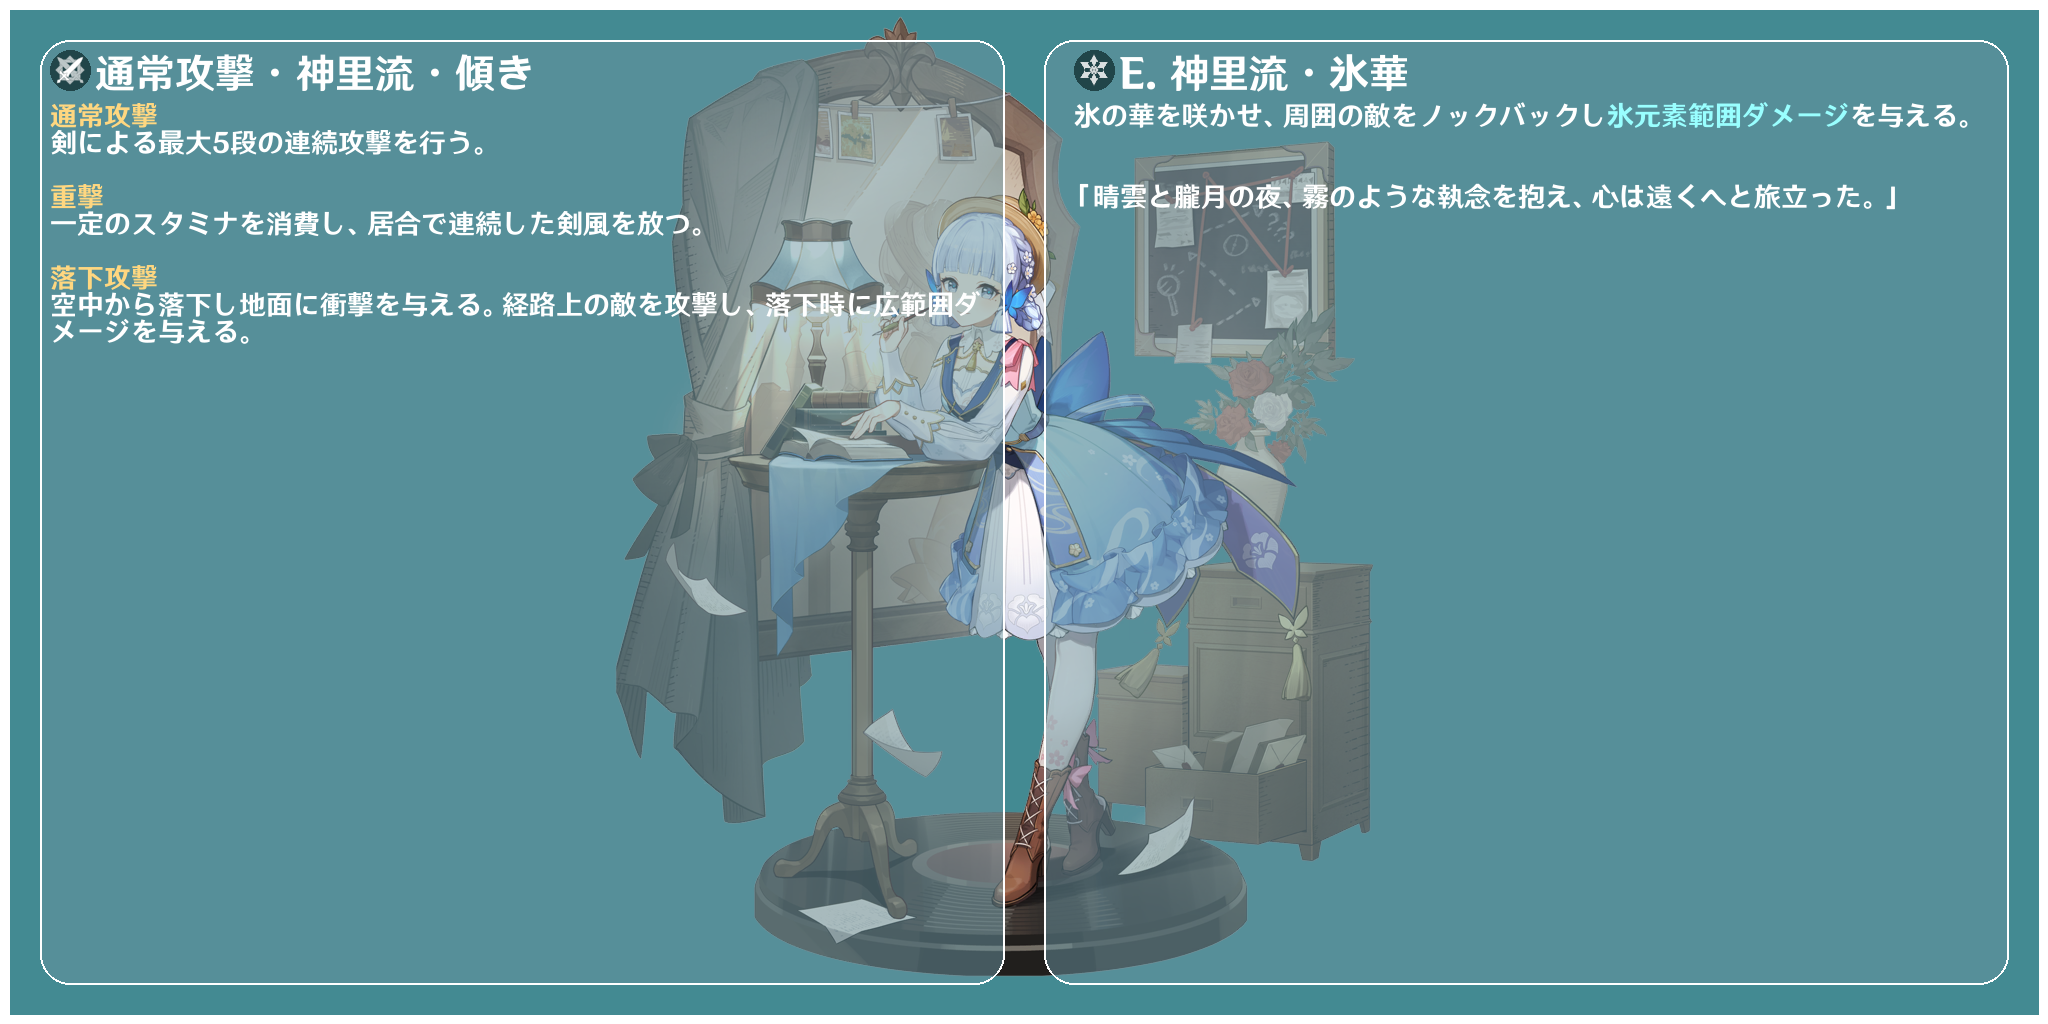 通常攻撃・神里流・傾き
通常攻撃
剣による最大5段の連続攻撃を行う。
重撃
一定のスタミナを消費し、居合で連続した剣風を放つ。
落下攻撃
空中から落下し地面に衝撃を与える。経路上の敵を攻撃し、落下時に広範囲ダ
メージを与える。
E. 神里流・氷華
氷の華を咲かせ、周囲の敵をノックバックし氷元素範囲ダメージを与える。
「晴雲と朧月の夜、霧のような執念を抱え、心は遠くへと旅立った。」